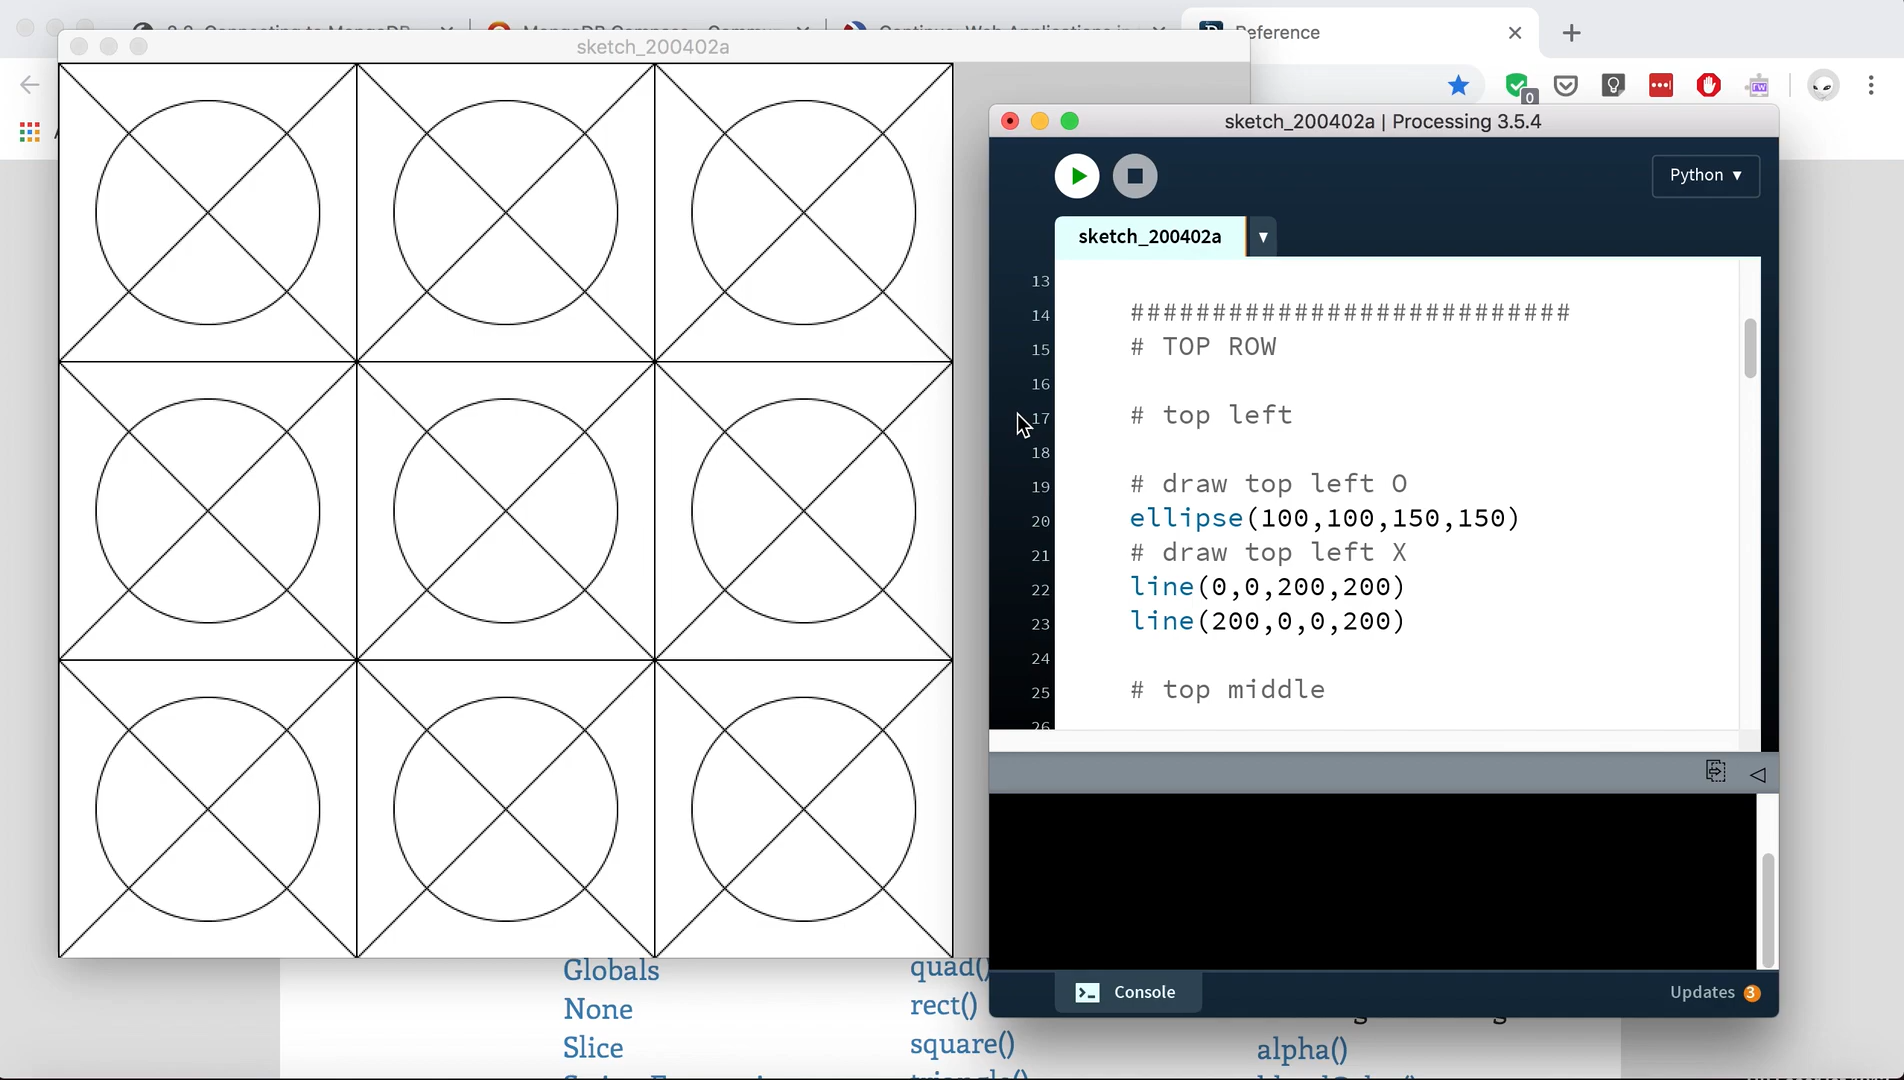 sketch_200402a
Reference
0
sketch_200402a | Processing 3.5.4
Python ▼
sketch_200402a
▼
13
14 ###########################
15 # TOP ROW
16
17 # top left
18
19 # draw top left O
20 ellipse(100,100,150,150)
21 # draw top left X
22 line(0,0,200,200)
23 line(200,0,0,200)
24
25 # top middle
26
Console
Updates 3
Globals
None
Slice
quad()
rect()
square()
alpha()